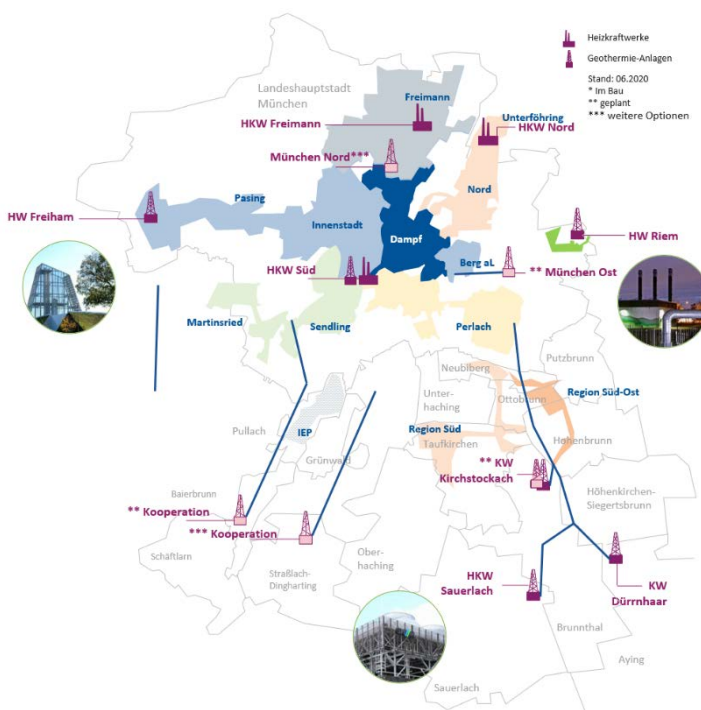 Heizkraftwerke
Geothermie-Anlagen
Stand: 06.2020
* Im Bau
** geplant
*** weitere Optionen
Landeshauptstadt
München
Freimann
HKW Freimann
Unterföhring
HKW Nord
München Nord***
Pasing
Nord
HW Freiham
Innenstadt
Dampf
HW Riem
HKW Süd
Berg aL
** München Ost
Martinsried
Sendling
Perlach
Putzbrunn
Neubiberg
Unter-
haching
Ottobrunn
Region Süd-Ost
Pullach
IEP
Region Süd
Taufkirchen
Hohenbrunn
Grünwald
** KW
Kirchstockach
Baierbrunn
** Kooperation
Höhenkirchen-
Siegertsbrunn
*** Kooperation
Schäftlarn
Ober-
haching
Straßlach-
Dingharting
HKW
Sauerlach
KW
Dürrnhaar
Brunnthal
Aying
Sauerlach